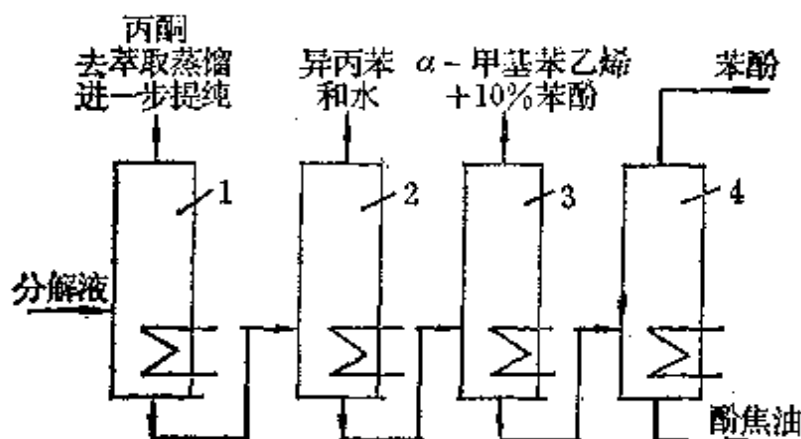 丙酮
去萃取蒸馏
进一步提纯
异丙苯
和水
α-甲基苯乙烯
+10%苯酚
苯酚
1
2
3
4
分解液
酚焦油